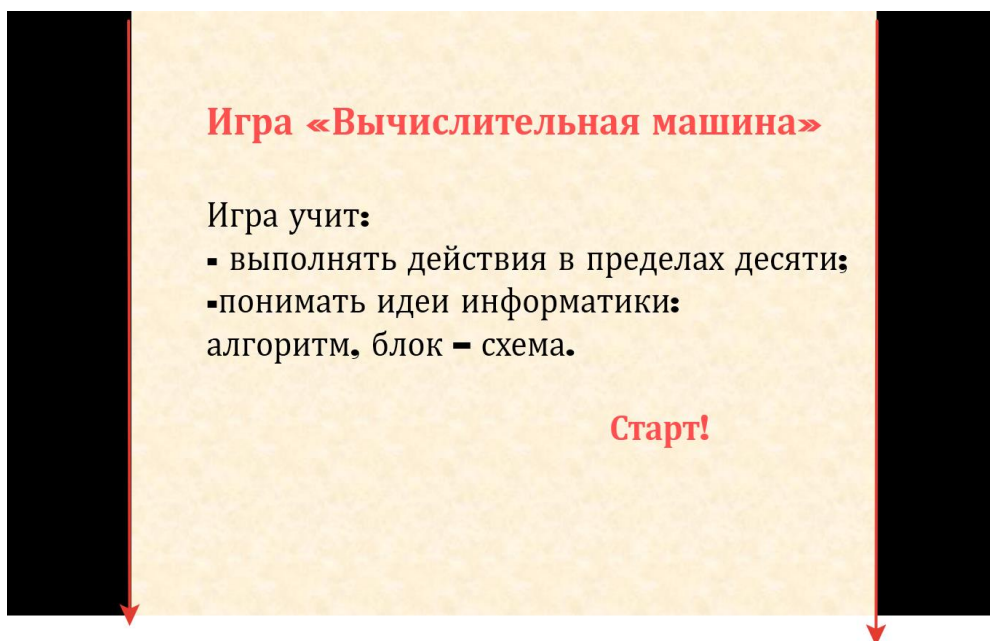 Игра «Вычислительная машина»
Игра учит:
- выполнять действия в пределах десяти;
-понимать идеи информатики:
алгоритм, блок – схема.
Старт!